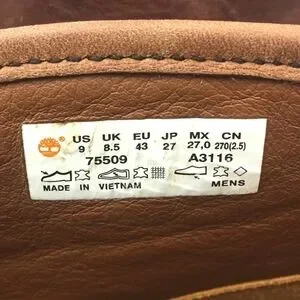 US UK EU JP MX CN
9 8.5 43 27 27,0 270(2.5)
75509 A3116
MADE IN VIETNAM MENS